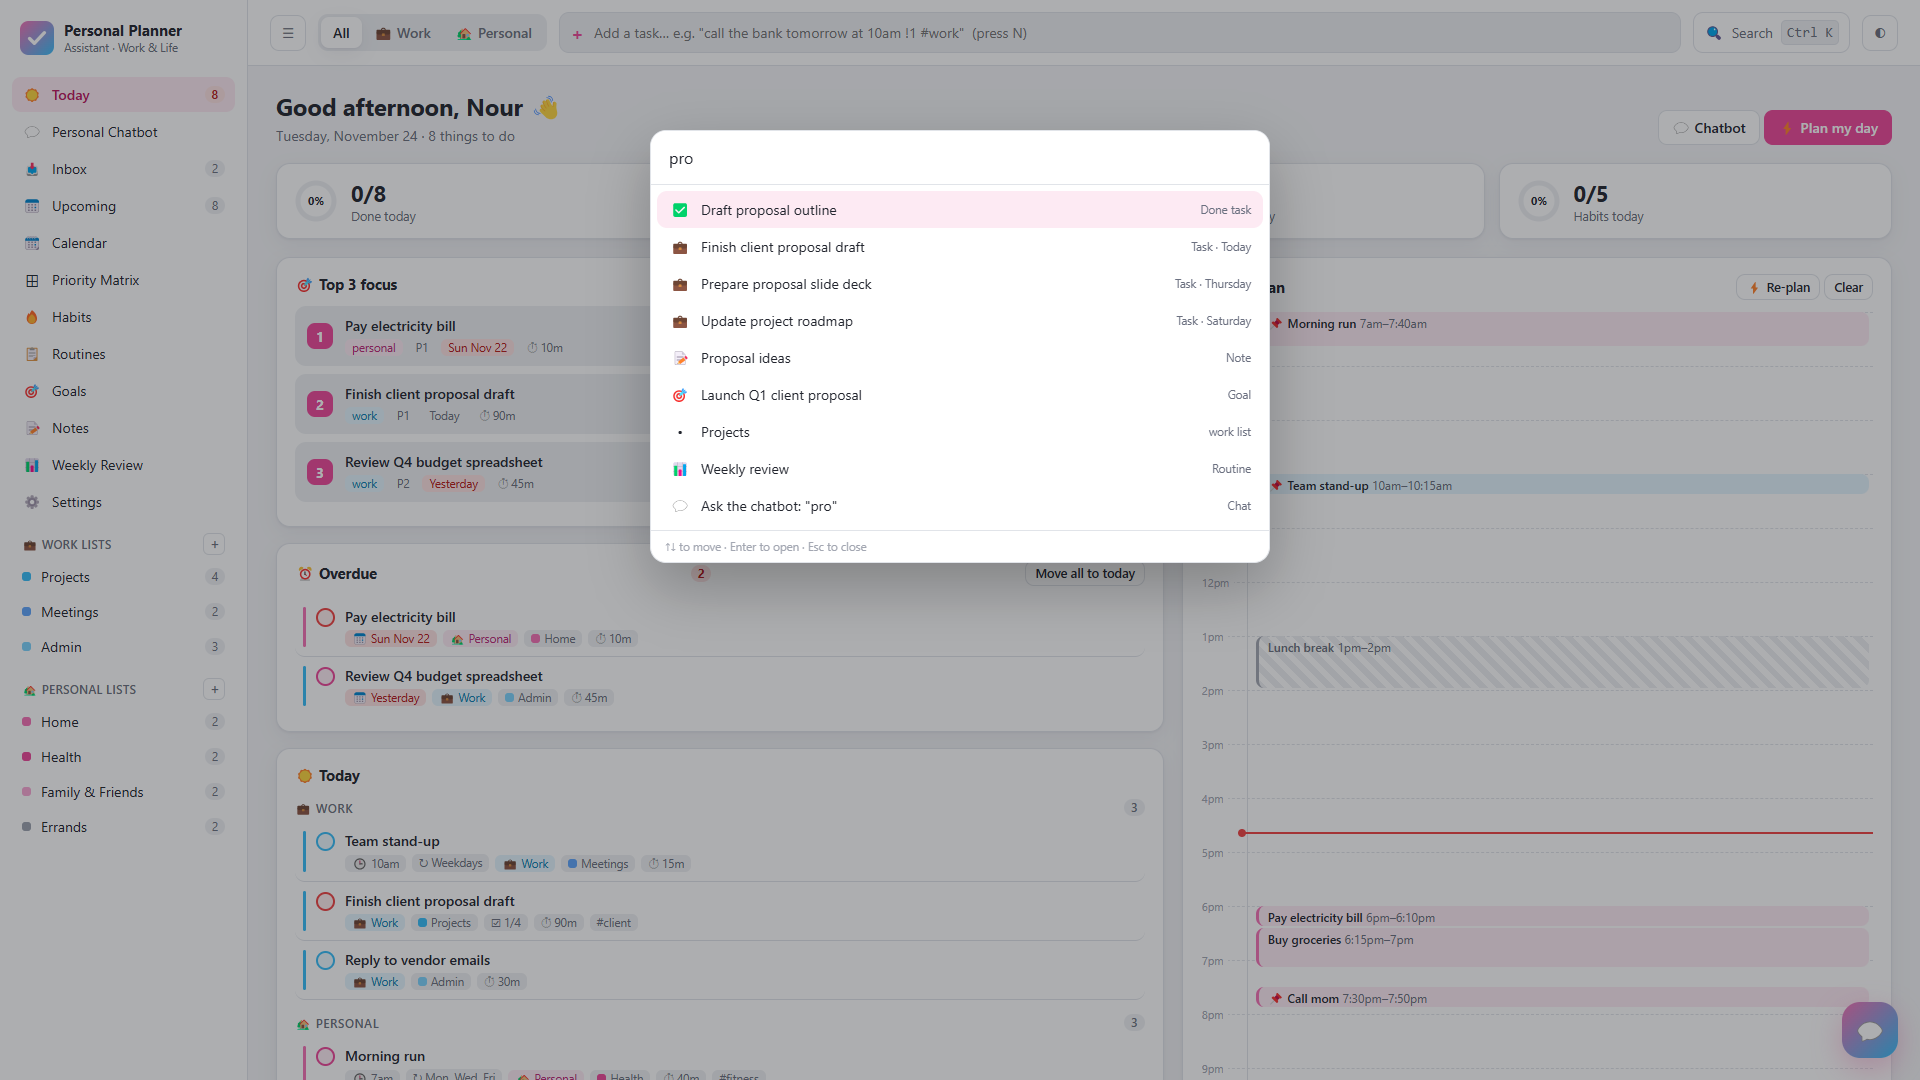 Personal Planner
Assistant · Work & Life
Today 8
Personal Chatbot
Inbox 2
Upcoming 8
Calendar
Priority Matrix
Habits
Routines
Goals
Notes
Weekly Review
Settings
WORK LISTS +
Projects 4
Meetings 2
Admin 3
PERSONAL LISTS +
Home 2
Health 2
Family & Friends 2
Errands 2
All Work Personal
+ Add a task... e.g. "call the bank tomorrow at 10am !1 #work" (press N)
Search Ctrl K
Good afternoon, Nour
Tuesday, November 24 · 8 things to do
Chatbot
Plan my day
0% 0/8
Done today
0% 0/5
Habits today
pro
Draft proposal outline Done task
Finish client proposal draft Task · Today
Prepare proposal slide deck Task · Thursday
Update project roadmap Task · Saturday
Proposal ideas Note
Launch Q1 client proposal Goal
Projects work list
Weekly review Routine
Ask the chatbot: "pro" Chat
↑↓ to move · Enter to open · Esc to close
Top 3 focus
1 Pay electricity bill
personal P1 Sun Nov 22 10m
2 Finish client proposal draft
work P1 Today 90m
3 Review Q4 budget spreadsheet
work P2 Yesterday 45m
Overdue 2 Move all to today
Pay electricity bill
Sun Nov 22 Personal Home 10m
Review Q4 budget spreadsheet
Yesterday Work Admin 45m
Today
WORK 3
Team stand-up
10am ↻ Weekdays Work Meetings 15m
Finish client proposal draft
Work Projects ☑ 1/4 90m #client
Reply to vendor emails
Work Admin 30m
PERSONAL 3
Morning run
7am ↻ Mon, Wed, Fri Personal Health 40m #fitness
Re-plan Clear
Morning run 7am–7:40am
Team stand-up 10am–10:15am
12pm
1pm
Lunch break 1pm–2pm
2pm
3pm
4pm
5pm
6pm
Pay electricity bill 6pm–6:10pm
Buy groceries 6:15pm–7pm
7pm
Call mom 7:30pm–7:50pm
8pm
9pm